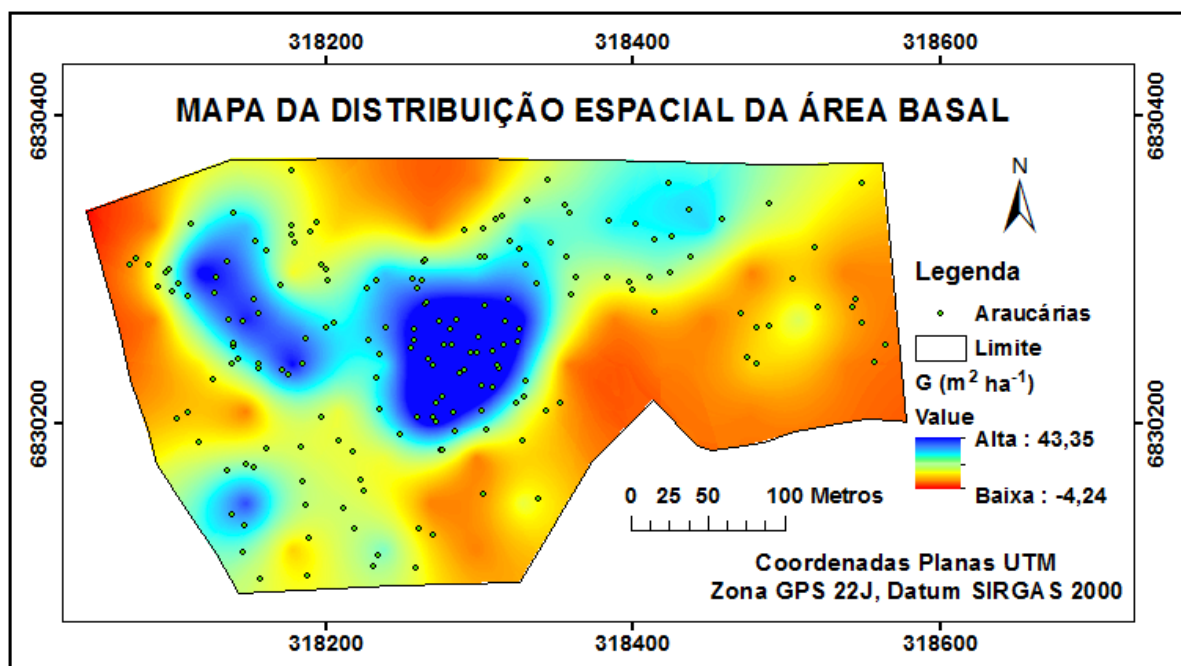 318200 318400 318600
6830400 6830400
MAPA DA DISTRIBUIÇÃO ESPACIAL DA ÁREA BASAL
N
Legenda
Araucárias
Limite
G (m² ha⁻¹)
Value
Alta : 43,35
Baixa : -4,24
6830200 6830200
0 25 50 100 Metros
Coordenadas Planas UTM
Zona GPS 22J, Datum SIRGAS 2000
318200 318400 318600